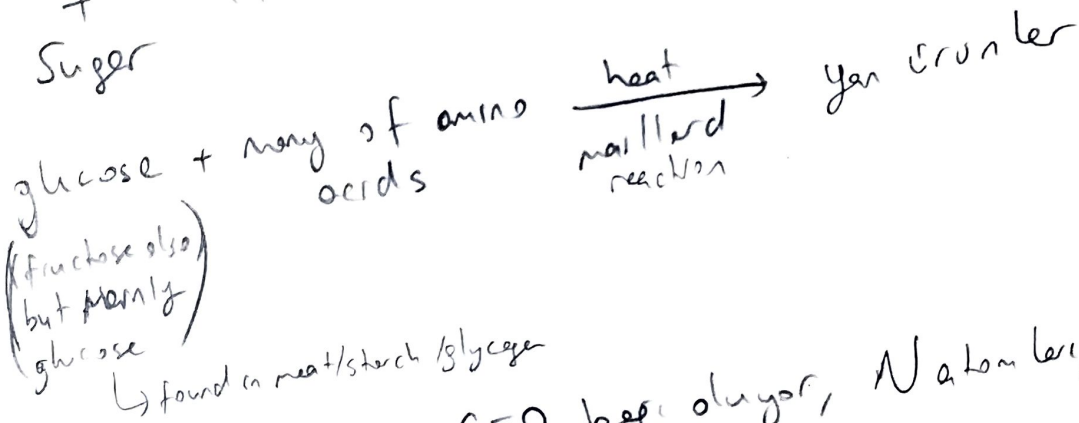 +
Suger
glucose + many of amino acids
heat
maillard reaction
yan ürünler
(fructose also
but mainly
glucose)
↳ found in meat/starch/glycogen
C=O bağı oluyor, N atomları